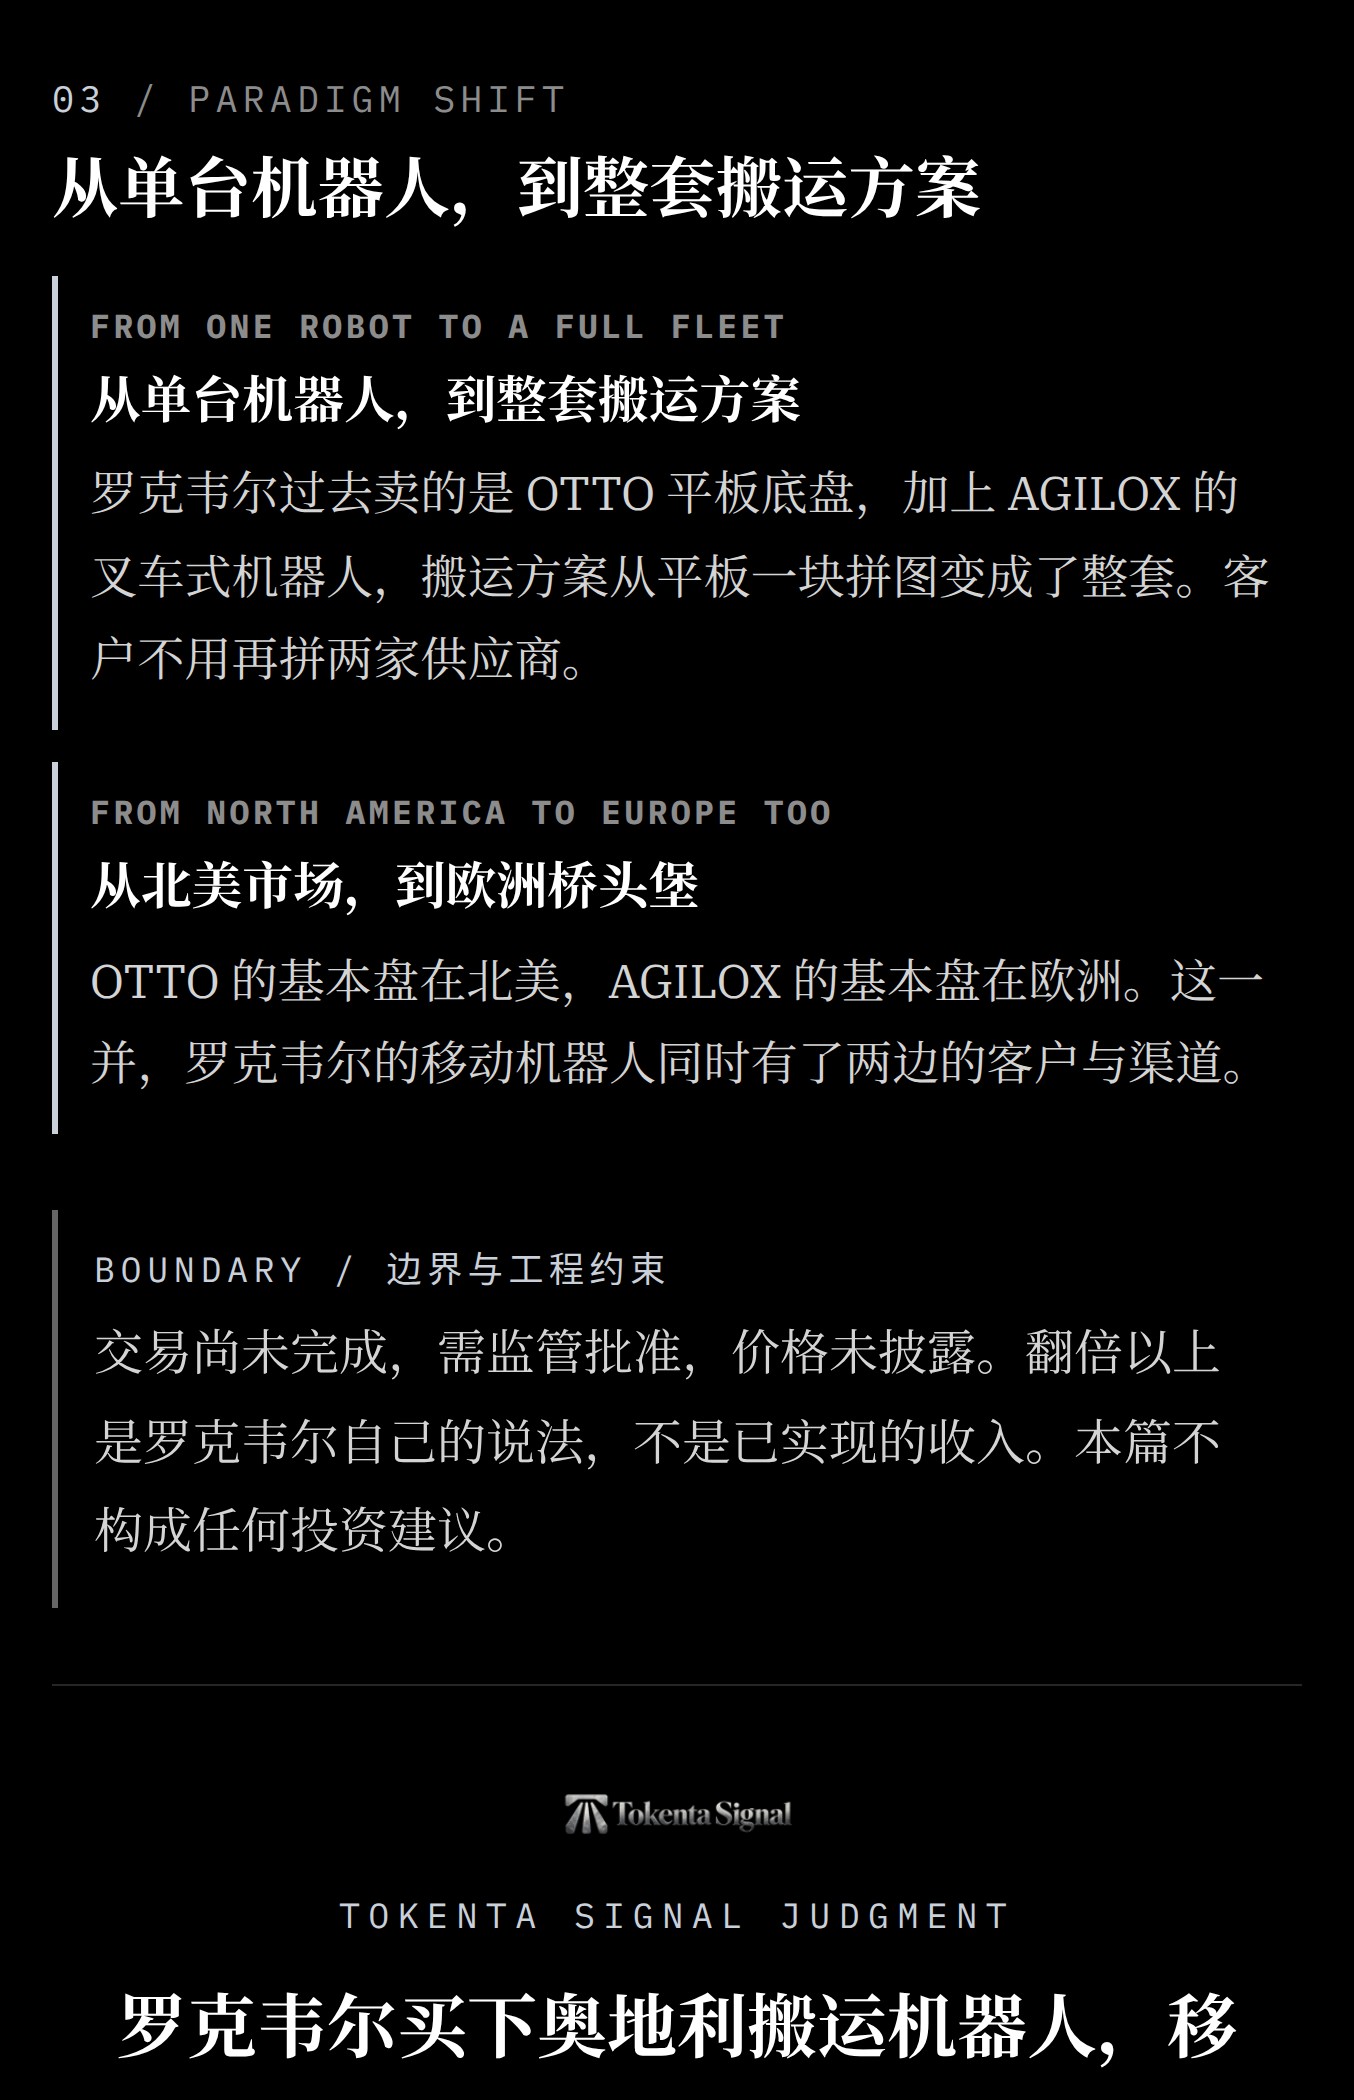 03 / PARADIGM SHIFT
从单台机器人，到整套搬运方案
FROM ONE ROBOT TO A FULL FLEET
从单台机器人，到整套搬运方案
罗克韦尔过去卖的是 OTTO 平板底盘，加上 AGILOX 的
叉车式机器人，搬运方案从平板一块拼图变成了整套。客
户不用再拼两家供应商。
FROM NORTH AMERICA TO EUROPE TOO
从北美市场，到欧洲桥头堡
OTTO 的基本盘在北美，AGILOX 的基本盘在欧洲。这一
并，罗克韦尔的移动机器人同时有了两边的客户与渠道。
BOUNDARY / 边界与工程约束
交易尚未完成，需监管批准，价格未披露。翻倍以上
是罗克韦尔自己的说法，不是已实现的收入。本篇不
构成任何投资建议。
Tokenta Signal
TOKENTA SIGNAL JUDGMENT
罗克韦尔买下奥地利搬运机器人，移